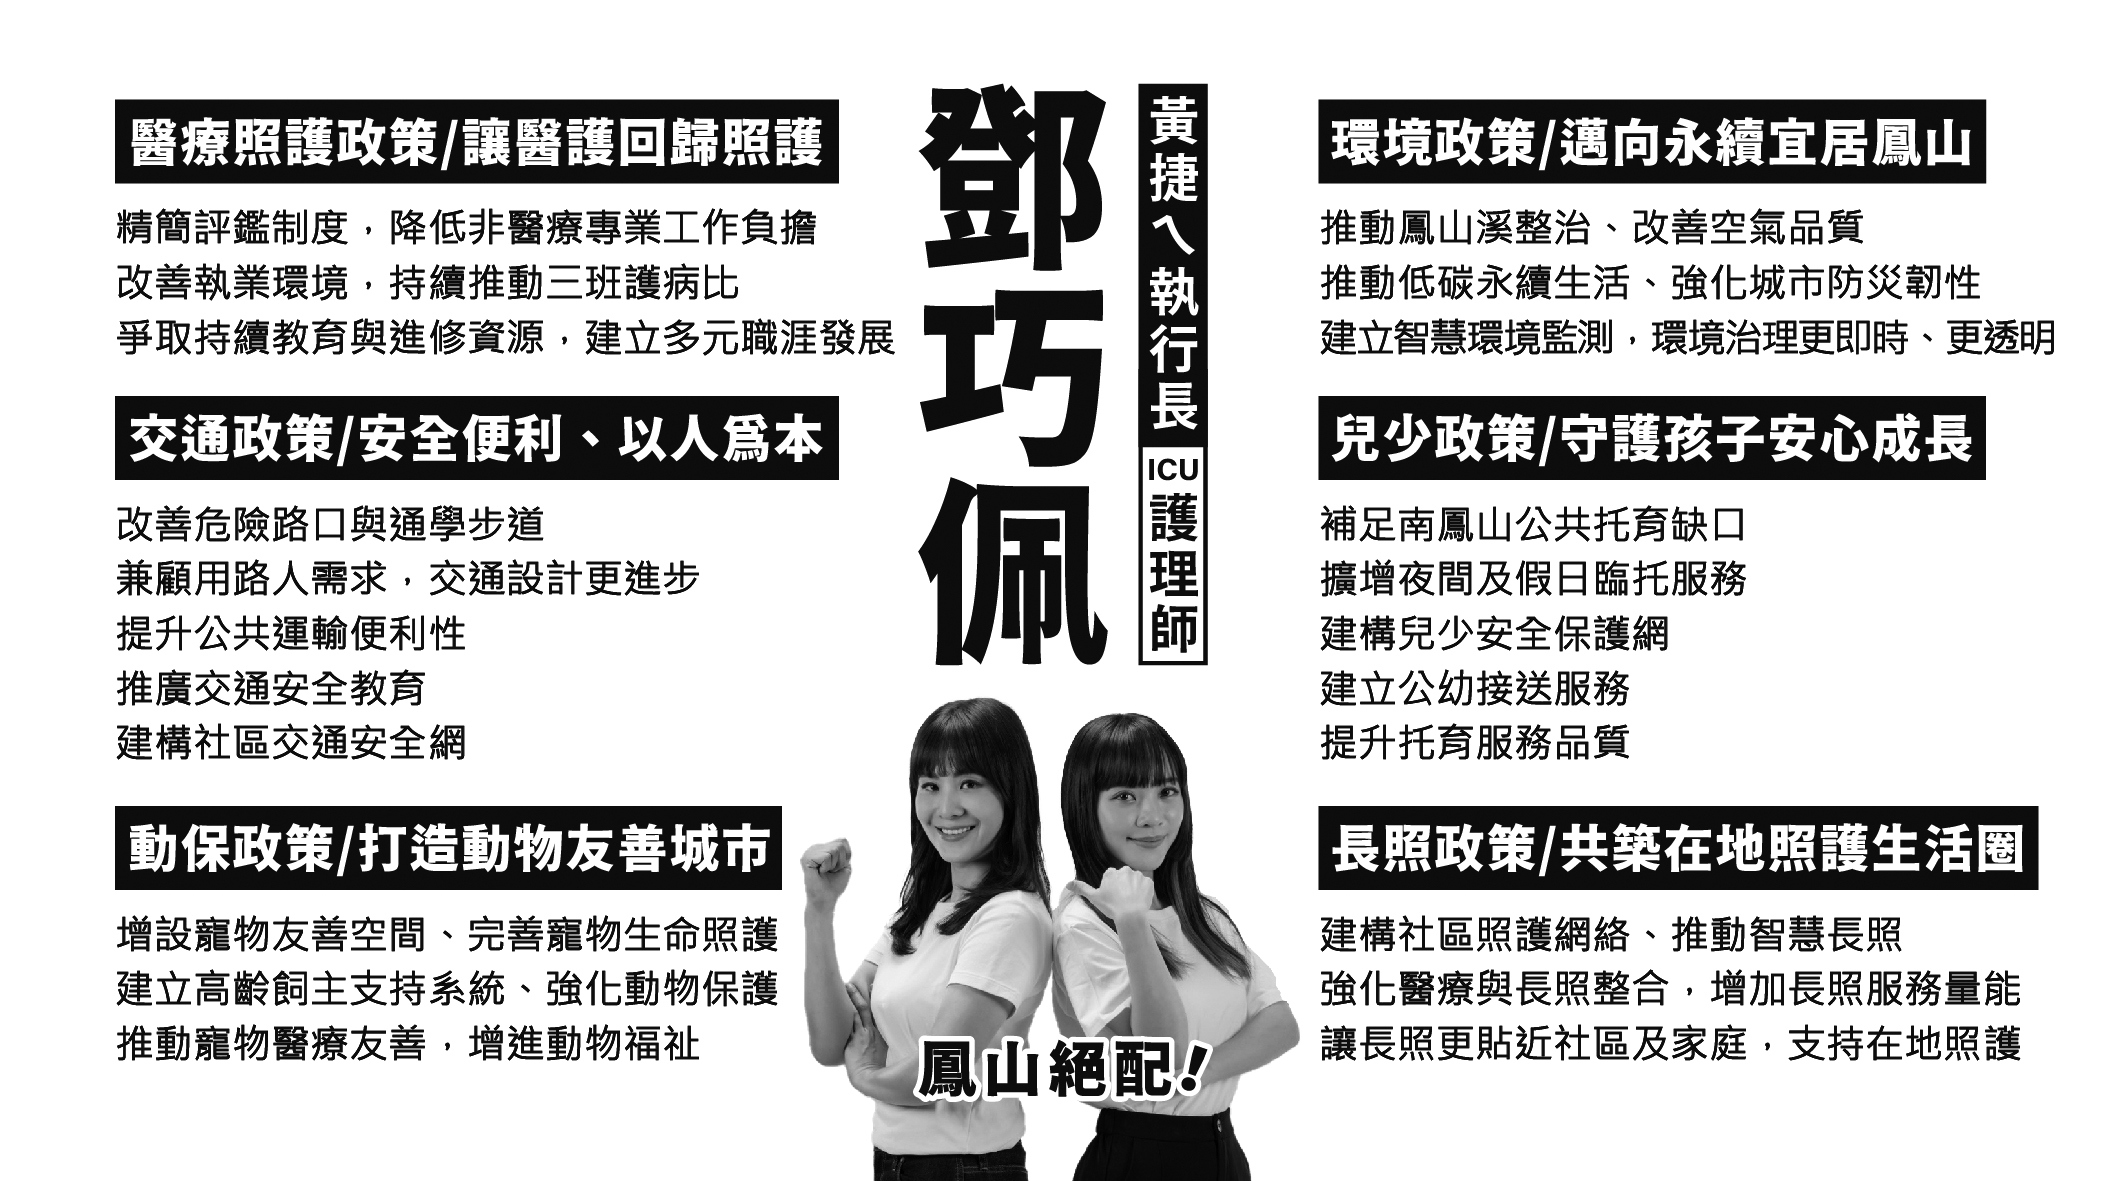 醫療照護政策/讓醫護回歸照護
精簡評鑑制度，降低非醫療專業工作負擔
改善執業環境，持續推動三班護病比
爭取持續教育與進修資源，建立多元職涯發展
交通政策/安全便利、以人為本
改善危險路口與通學步道
兼顧用路人需求，交通設計更進步
提升公共運輸便利性
推廣交通安全教育
建構社區交通安全網
動保政策/打造動物友善城市
增設寵物友善空間、完善寵物生命照護
建立高齡飼主支持系統、強化動物保護
推動寵物醫療友善，增進動物福祉
鄧巧佩
黃捷ㄟ執行長
ICU護理師
鳳山絕配！
環境政策/邁向永續宜居鳳山
推動鳳山溪整治、改善空氣品質
推動低碳永續生活、強化城市防災韌性
建立智慧環境監測，環境治理更即時、更透明
兒少政策/守護孩子安心成長
補足南鳳山公共托育缺口
擴增夜間及假日臨托服務
建構兒少安全保護網
建立公幼接送服務
提升托育服務品質
長照政策/共築在地照護生活圈
建構社區照護網絡、推動智慧長照
強化醫療與長照整合，增加長照服務量能
讓長照更貼近社區及家庭，支持在地照護